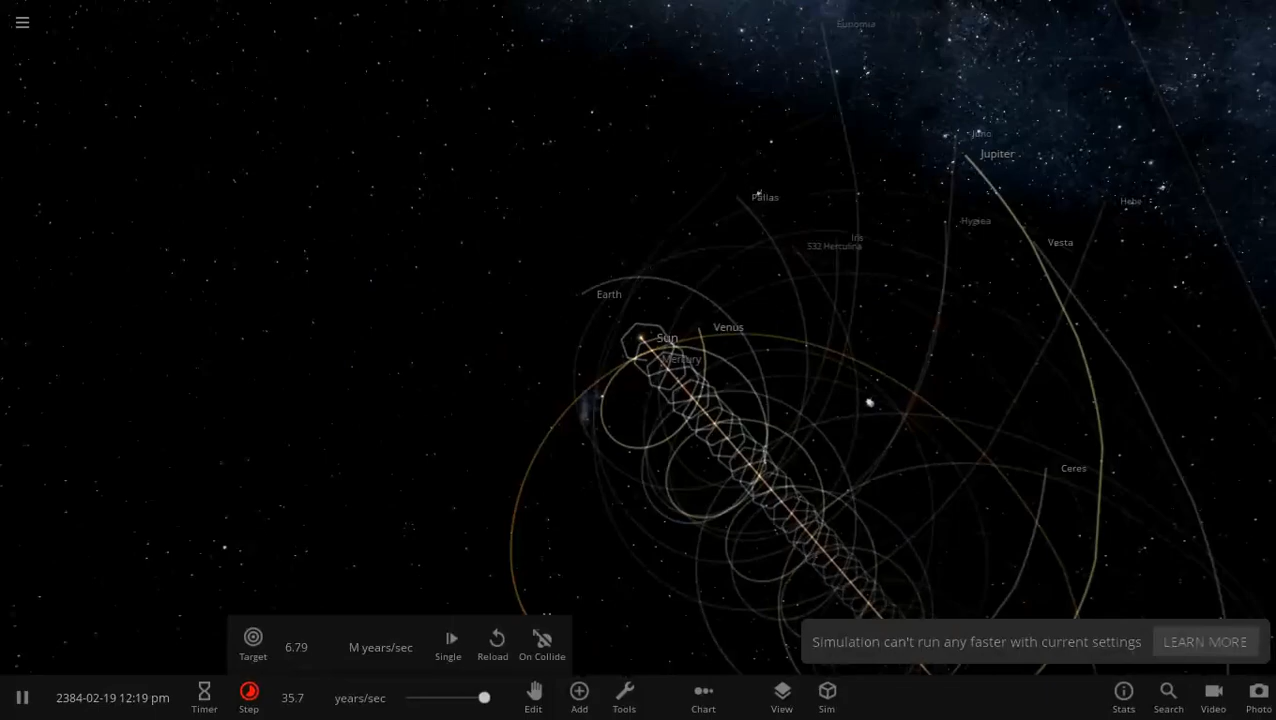 Eunomia
Juno
Jupiter
Pallas
Hebe
Hygiea
Iris
532 Herculina
Vesta
Earth
Venus
Sun
Mercury
Ceres
Target
6.79
M years/sec
Single
Reload
On Collide
Simulation can't run any faster with current settings
LEARN MORE
2384-02-19 12:19 pm
Timer
Step
35.7
years/sec
Edit
Add
Tools
Chart
View
Sim
Stats
Search
Video
Photo